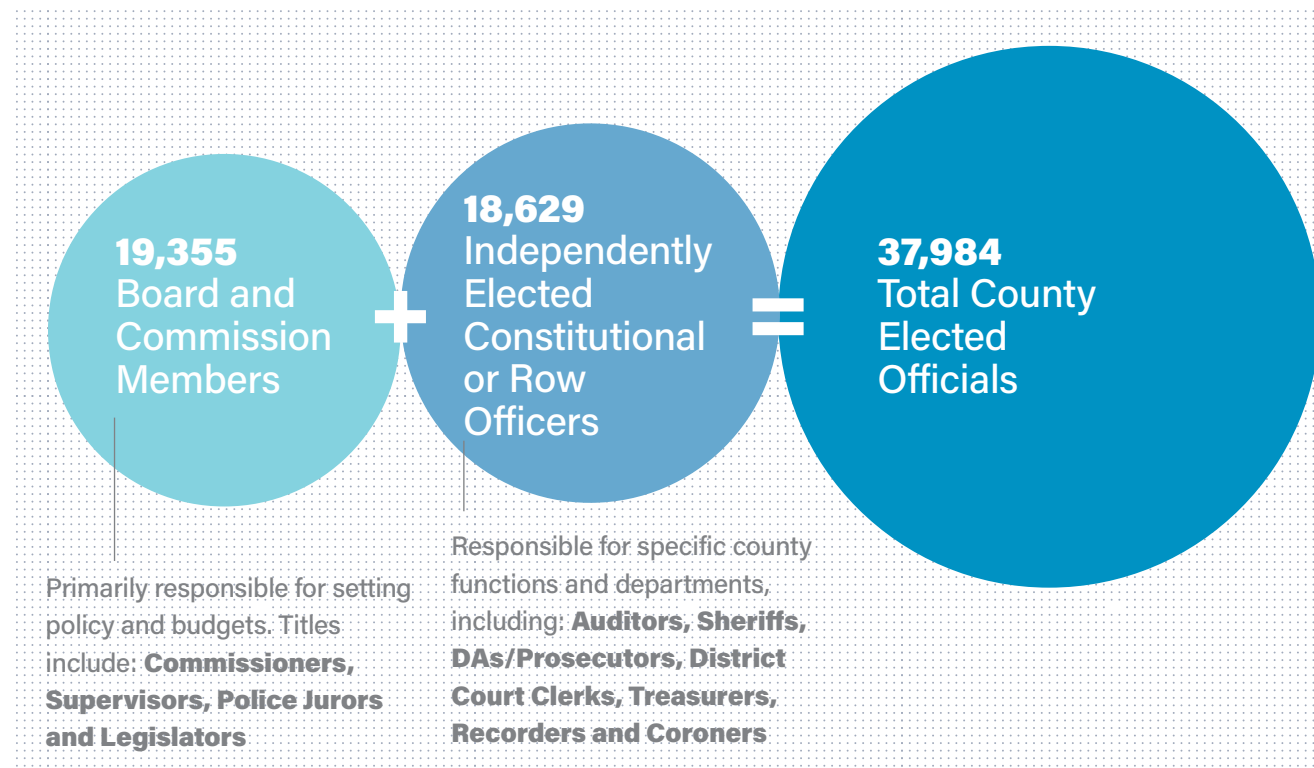 19,355
Board and
Commission
Members
+
18,629
Independently
Elected
Constitutional
or Row
Officers
=
37,984
Total County
Elected
Officials
Primarily responsible for setting
policy and budgets. Titles
include: Commissioners,
Supervisors, Police Jurors
and Legislators
Responsible for specific county
functions and departments,
including: Auditors, Sheriffs,
DAs/Prosecutors, District
Court Clerks, Treasurers,
Recorders and Coroners